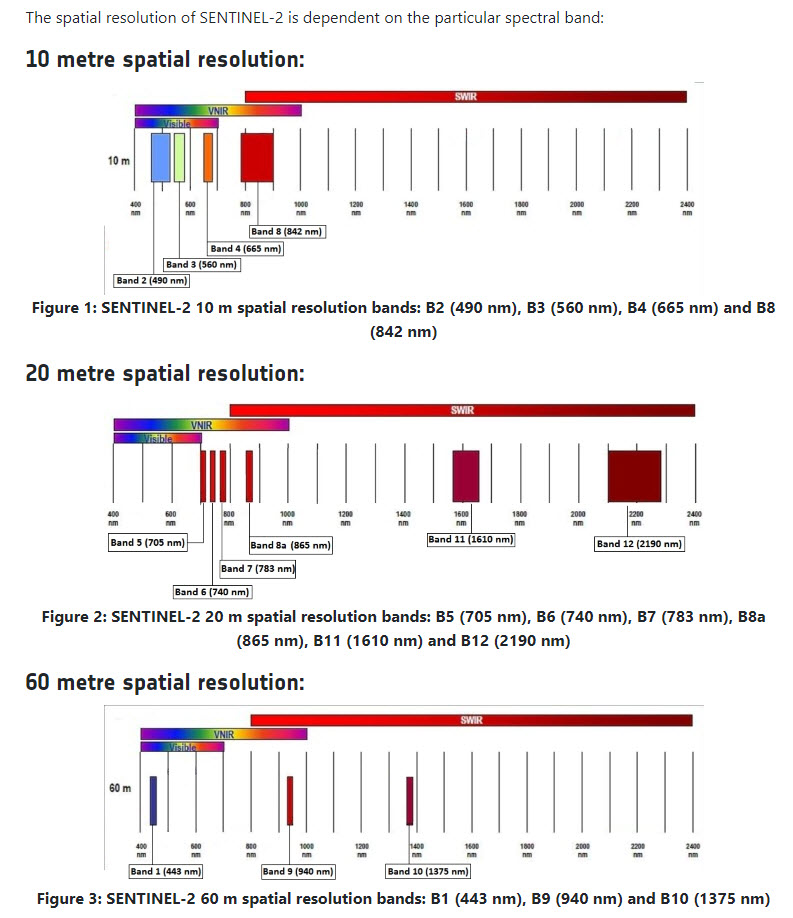 The spatial resolution of SENTINEL-2 is dependent on the particular spectral band:
10 metre spatial resolution:
SWIR
VNIR
Visible
10 m
400 600 800 1000 1200 1400 1600 1800 2000 2200 2400
nm nm nm nm nm nm nm nm nm nm nm
Band 8 (842 nm)
Band 4 (665 nm)
Band 3 (560 nm)
Band 2 (490 nm)
Figure 1: SENTINEL-2 10 m spatial resolution bands: B2 (490 nm), B3 (560 nm), B4 (665 nm) and B8
(842 nm)
20 metre spatial resolution:
SWIR
VNIR
Visible
400 600 800 1000 1200 1400 1600 1800 2000 2200 2400
nm nm nm nm nm nm nm nm nm nm nm
Band 5 (705 nm)
Band 8a (865 nm)
Band 11 (1610 nm)
Band 12 (2190 nm)
Band 7 (783 nm)
Band 6 (740 nm)
Figure 2: SENTINEL-2 20 m spatial resolution bands: B5 (705 nm), B6 (740 nm), B7 (783 nm), B8a
(865 nm), B11 (1610 nm) and B12 (2190 nm)
60 metre spatial resolution:
SWIR
VNIR
Visible
60 m
400 600 800 1000 1200 1400 1600 1800 2000 2200 2400
nm nm nm nm nm nm nm nm nm nm nm
Band 1 (443 nm)
Band 9 (940 nm)
Band 10 (1375 nm)
Figure 3: SENTINEL-2 60 m spatial resolution bands: B1 (443 nm), B9 (940 nm) and B10 (1375 nm)